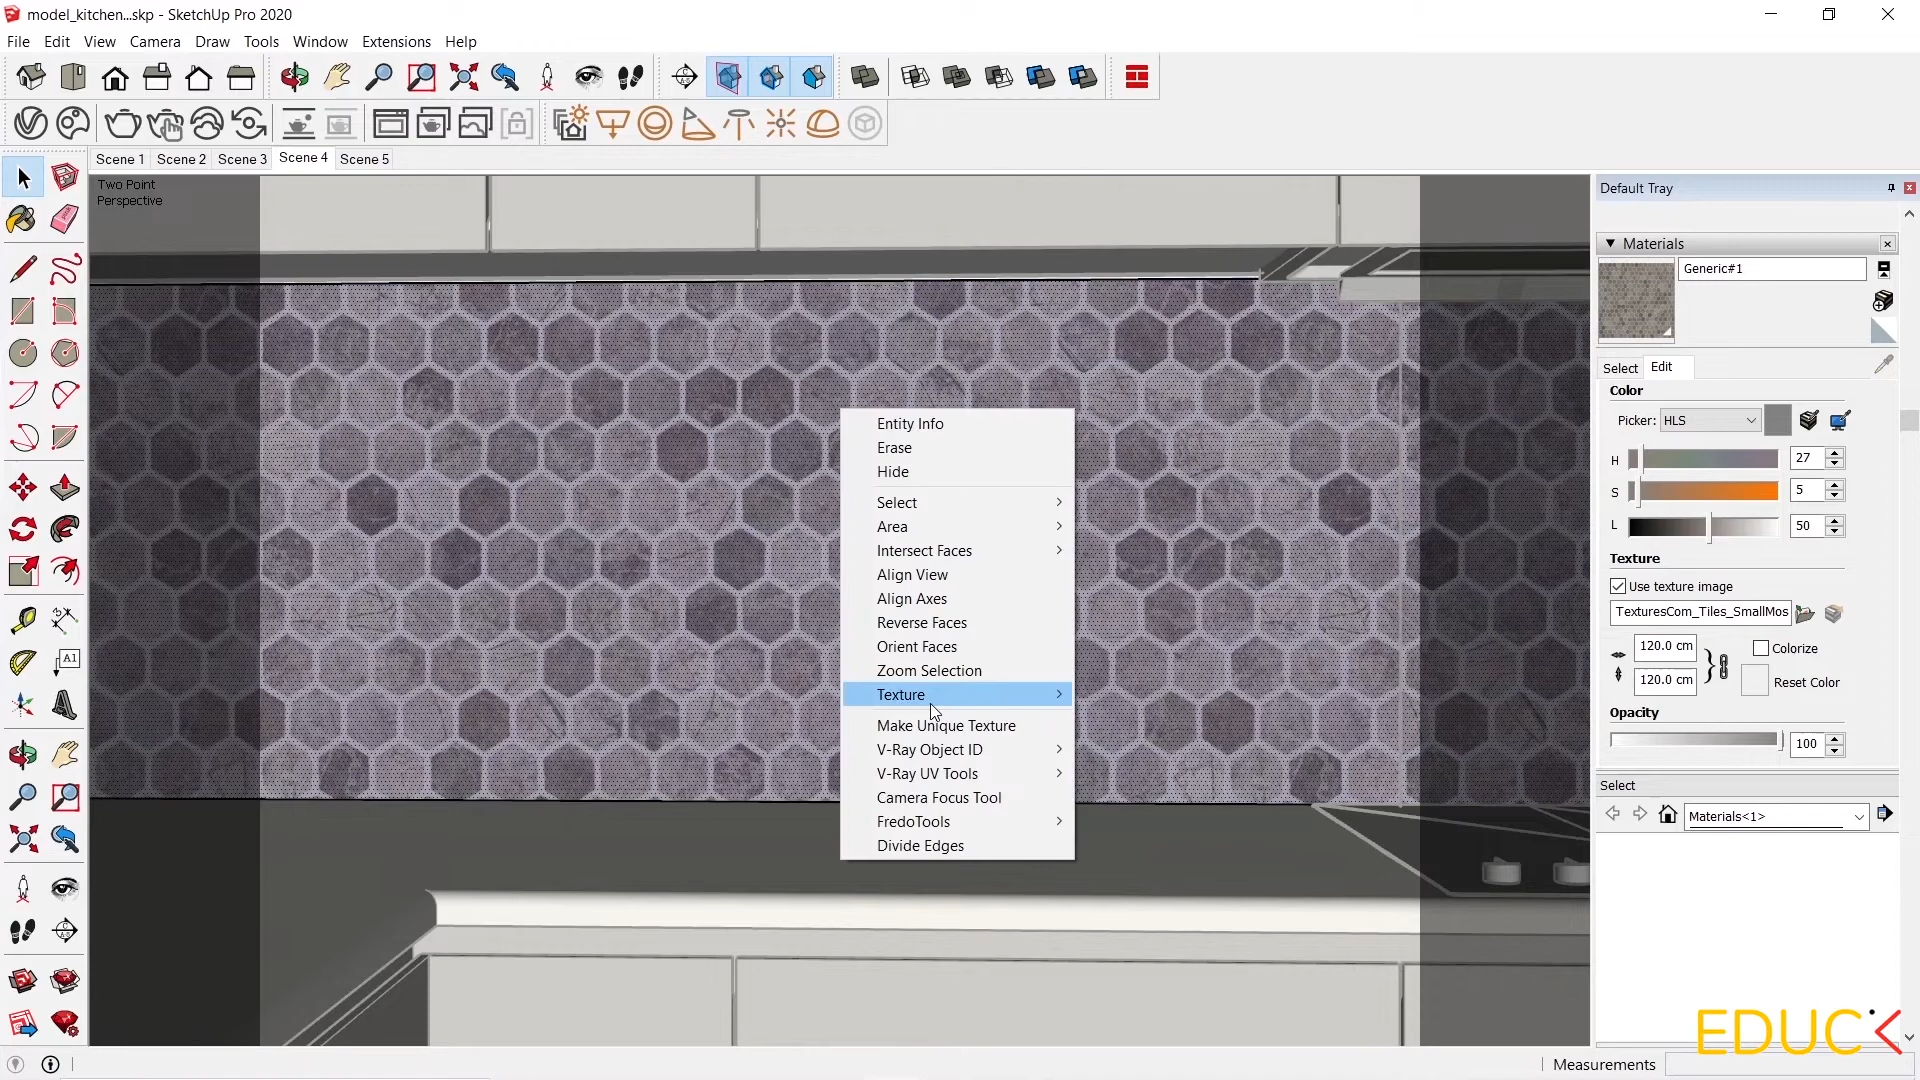 model_kitchen...skp - SketchUp Pro 2020
File Edit View Camera Draw Tools Window Extensions Help
Scene 1 Scene 2 Scene 3 Scene 4 Scene 5
Two Point
Perspective
Entity Info
Erase
Hide
Select
Area
Intersect Faces
Align View
Align Axes
Reverse Faces
Orient Faces
Zoom Selection
Texture
Make Unique Texture
V-Ray Object ID
V-Ray UV Tools
Camera Focus Tool
FredoTools
Divide Edges
Default Tray
Materials
Generic#1
Select Edit
Color
Picker: HLS
H 27
S 5
L 50
Texture
Use texture image
TexturesCom_Tiles_SmallMos
120.0 cm
Colorize
120.0 cm
Reset Color
Opacity
100
Select
Materials<1>
A1
EDUC
Measurements